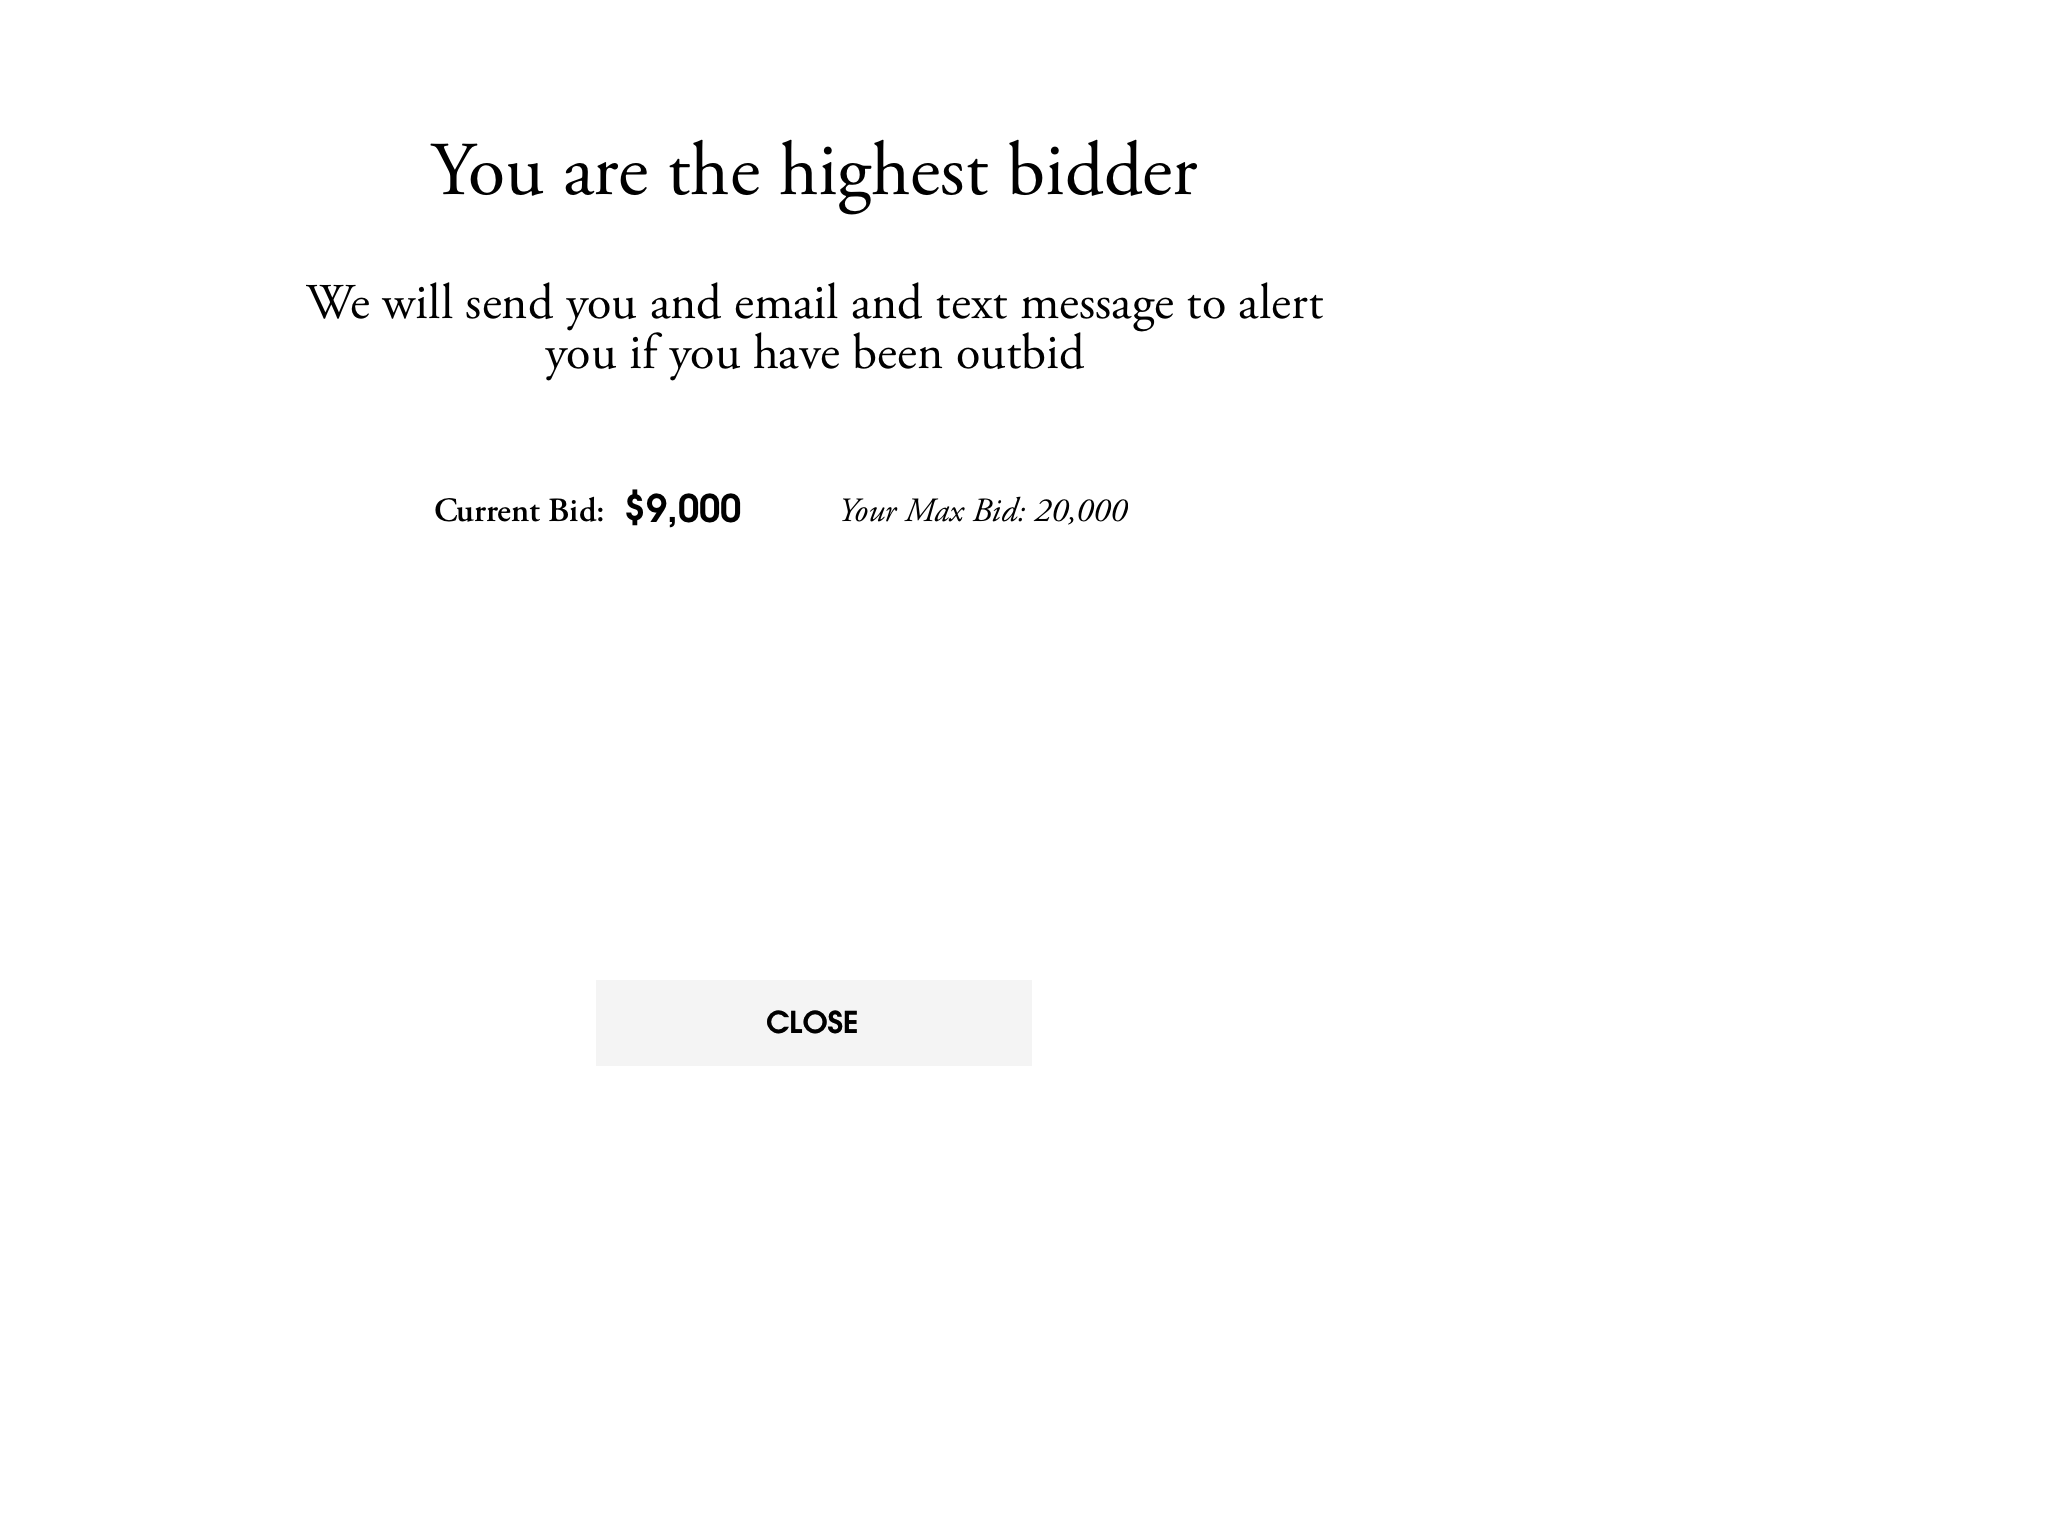 You are the highest bidder
We will send you and email and text message to alert
you if you have been outbid
Current Bid: $9,000 Your Max Bid: 20,000
CLOSE